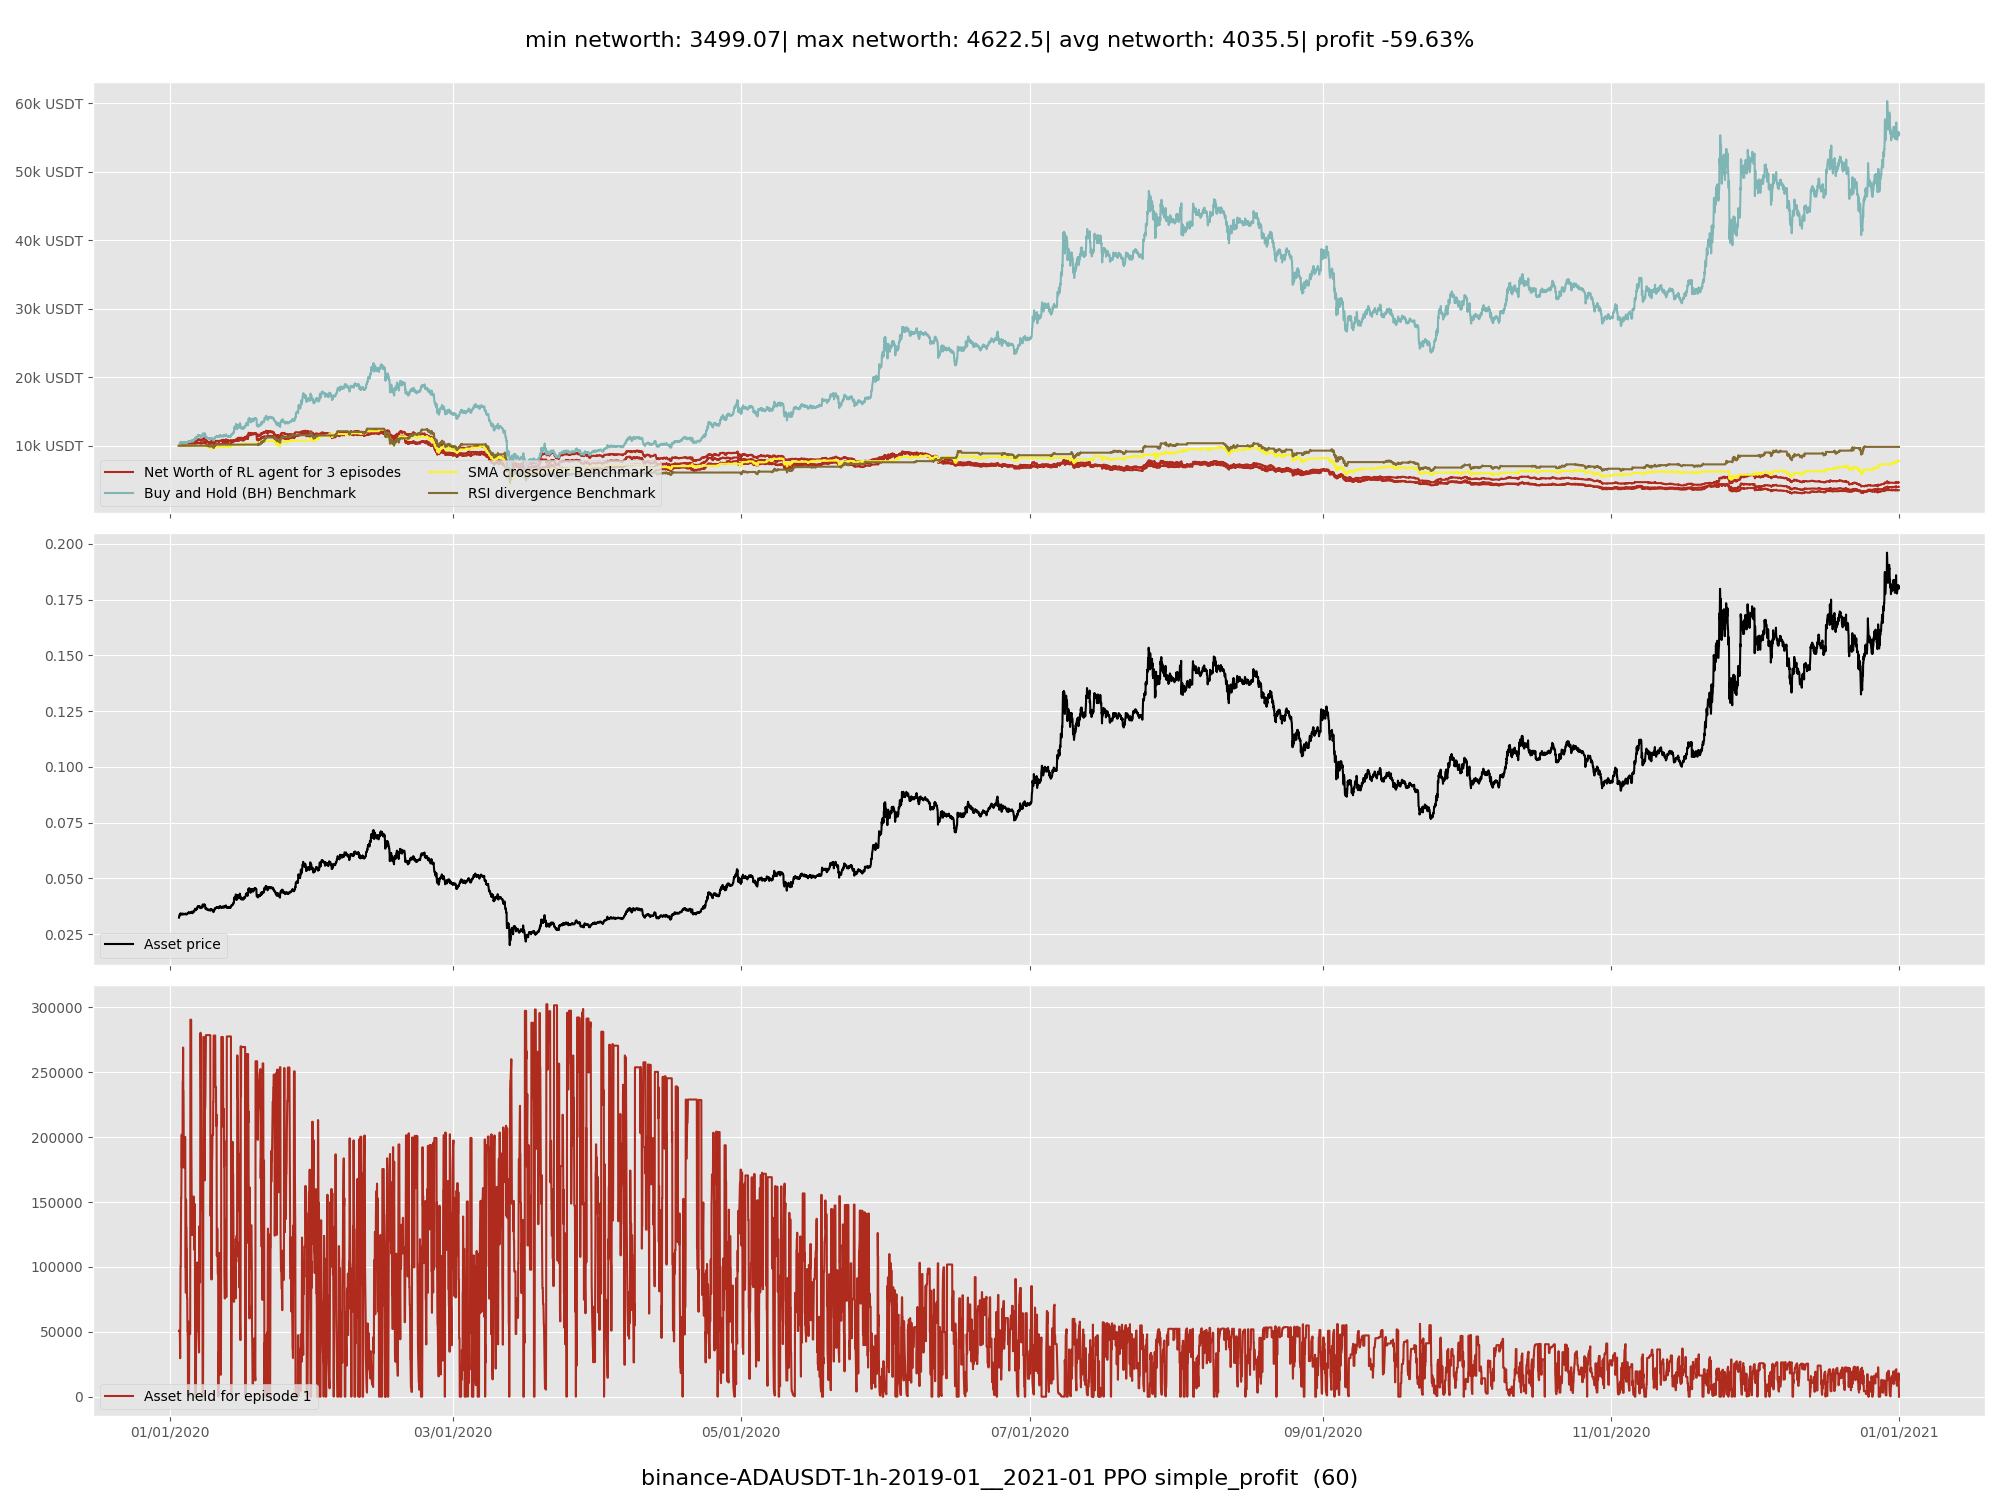 min networth: 3499.07| max networth: 4622.5| avg networth: 4035.5| profit -59.63%
60k USDT
50k USDT
40k USDT
30k USDT
20k USDT
10k USDT
Net Worth of RL agent for 3 episodes
Buy and Hold (BH) Benchmark
SMA crossover Benchmark
RSI divergence Benchmark
0.200
0.175
0.150
0.125
0.100
0.075
0.050
0.025
Asset price
300000
250000
200000
150000
100000
50000
0
Asset held for episode 1
01/01/2020 03/01/2020 05/01/2020 07/01/2020 09/01/2020 11/01/2020 01/01/2021
binance-ADAUSDT-1h-2019-01__2021-01 PPO simple_profit (60)